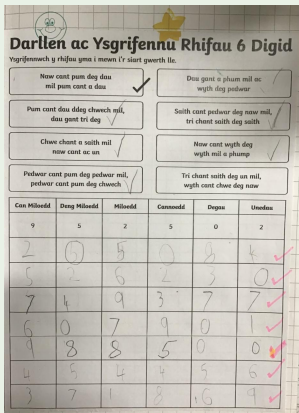 Darllen ac Ysgrifennu Rhifau 6 Digid
Ysgrifennwch y rhifau yma i mewn i'r siart gwerth lle.
Naw cant pum deg dau
mil pum cant a dau
Dau gant a phum mil ac
wyth deg pedwar
Pum cant dau ddeg chwech mil,
dau gant tri deg
Saith cant pedwar deg naw mil,
tri chant saith deg saith
Chwe chant a saith mil
naw cant ac un
Naw cant wyth deg
wyth mil a phump
Pedwar cant pum deg pedwar mil,
pedwar cant pum deg chwech
Tri chant saith deg un mil,
wyth cant chwe deg naw
Can Miloedd Deng Miloedd Miloedd Cannoedd Degau Unedau
9 5 2 5 0 2
2 0 5 0 8 4
5 2 6 2 3 0
7 4 9 3 7 7
6 0 7 9 0 1
9 8 8 5 0 0
4 5 4 4 5 6
3 7 1 8 6 9